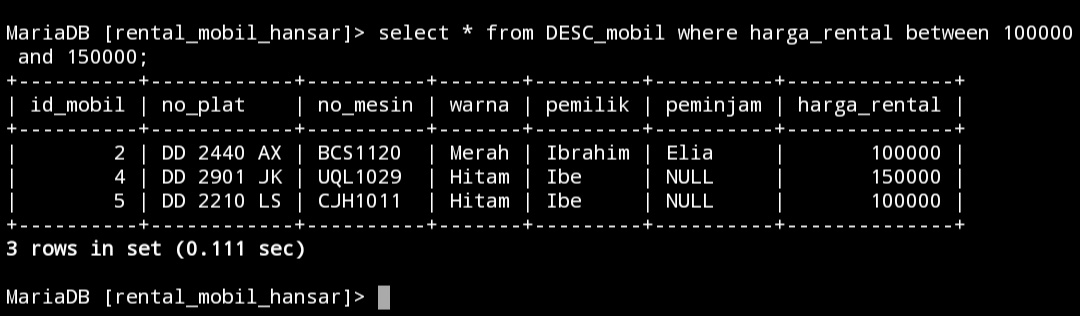 MariaDB [rental_mobil_hansar]> select * from DESC_mobil where harga_rental between 100000
 and 150000;
+----------+------------+----------+-------+---------+----------+--------------+
| id_mobil | no_plat    | no_mesin | warna | pemilik | peminjam | harga_rental |
+----------+------------+----------+-------+---------+----------+--------------+
|        2 | DD 2440 AX | BCS1120  | Merah | Ibrahim | Elia     |       100000 |
|        4 | DD 2901 JK | UQL1029  | Hitam | Ibe     | NULL     |       150000 |
|        5 | DD 2210 LS | CJH1011  | Hitam | Ibe     | NULL     |       100000 |
+----------+------------+----------+-------+---------+----------+--------------+
3 rows in set (0.111 sec)
MariaDB [rental_mobil_hansar]>